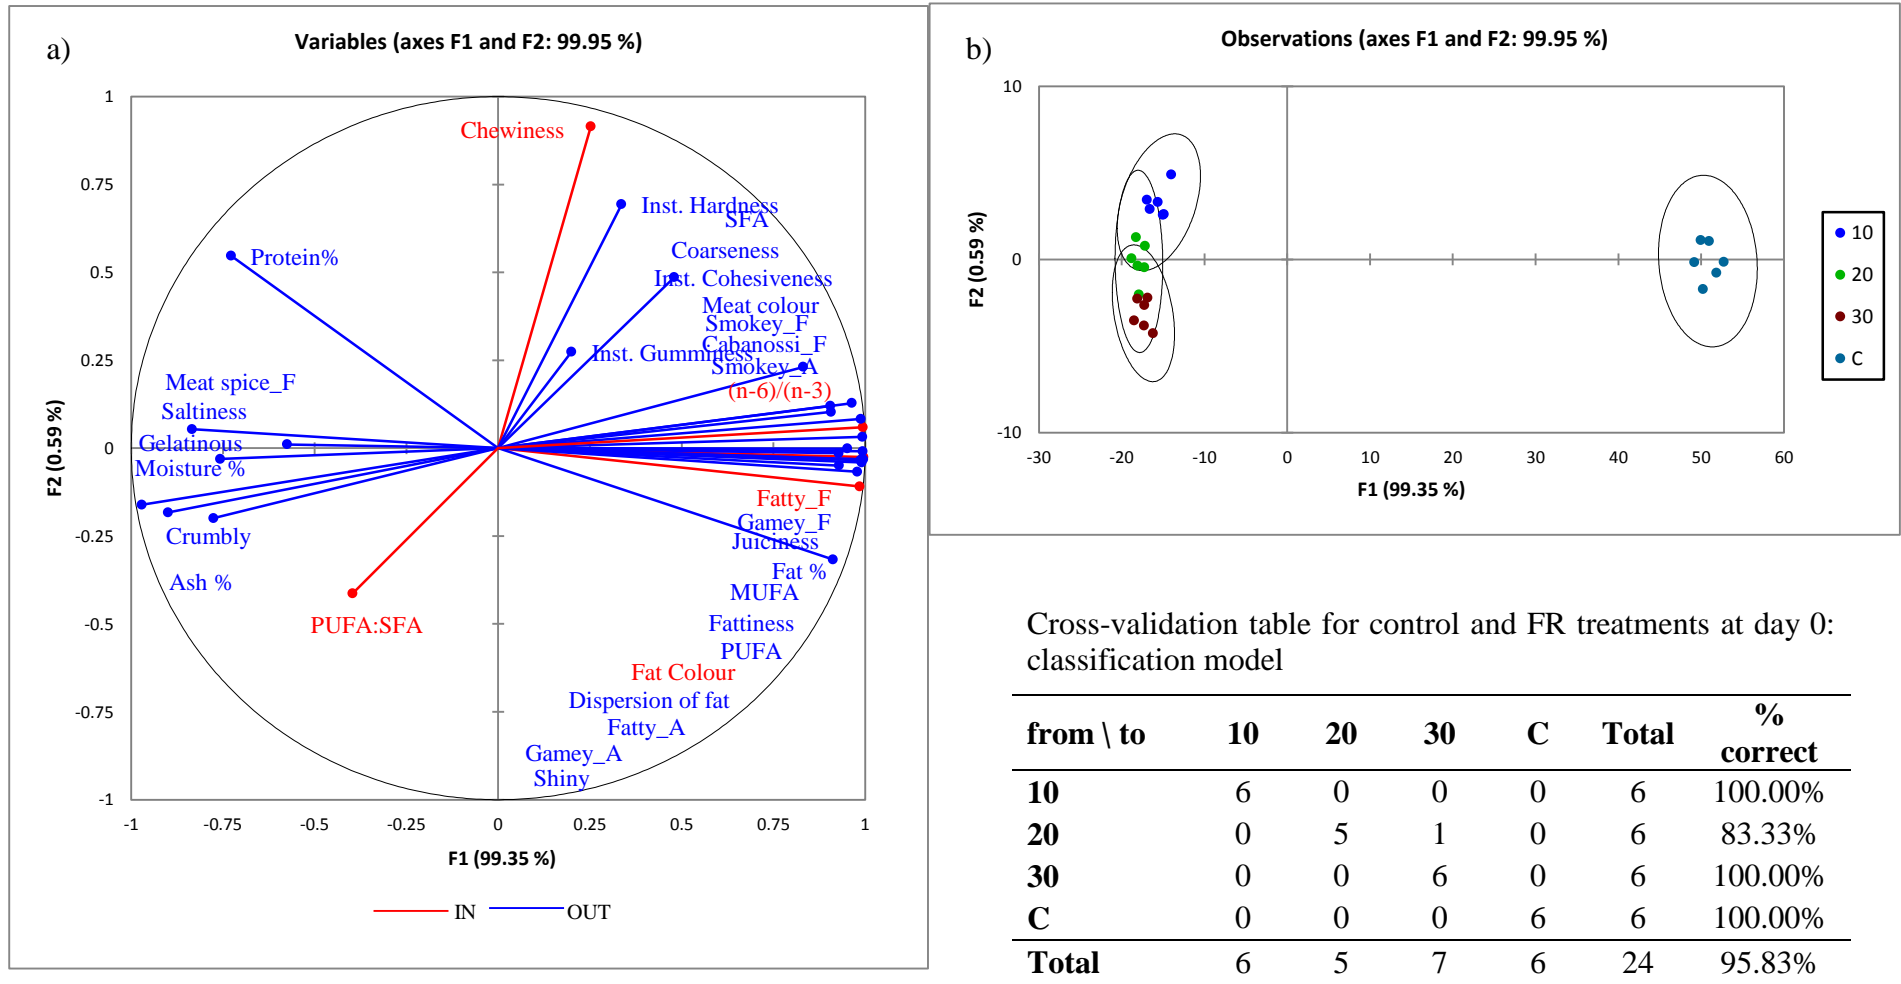 a)
Variables (axes F1 and F2: 99.95 %)
1
0.75
0.5
0.25
0
-0.25
-0.5
-0.75
-1
F2 (0.59 %)
Chewiness
Inst. Hardness
SFA
Coarseness
Protein%
Inst. Cohesiveness
Meat colour
Smokey_F
Cabanossi_F
Inst. Gumminess
Smokey_A
(n-6)/(n-3)
Meat spice_F
Saltiness
Gelatinous
Moisture %
Crumbly
Ash %
PUFA:SFA
Fatty_F
Gamey_F
Juiciness
Fat %
MUFA
Fattiness
PUFA
Fat Colour
Dispersion of fat
Fatty_A
Gamey_A
Shiny
-1 -0.75 -0.5 -0.25 0 0.25 0.5 0.75 1
F1 (99.35 %)
IN OUT
b)
Observations (axes F1 and F2: 99.95 %)
10
0
-10
F2 (0.59 %)
-30 -20 -10 0 10 20 30 40 50 60
F1 (99.35 %)
10
20
30
C
Cross-validation table for control and FR treatments at day 0:
classification model
from \ to 10 20 30 C Total % correct
10 6 0 0 0 6 100.00%
20 0 5 1 0 6 83.33%
30 0 0 6 0 6 100.00%
C 0 0 0 6 6 100.00%
Total 6 5 7 6 24 95.83%